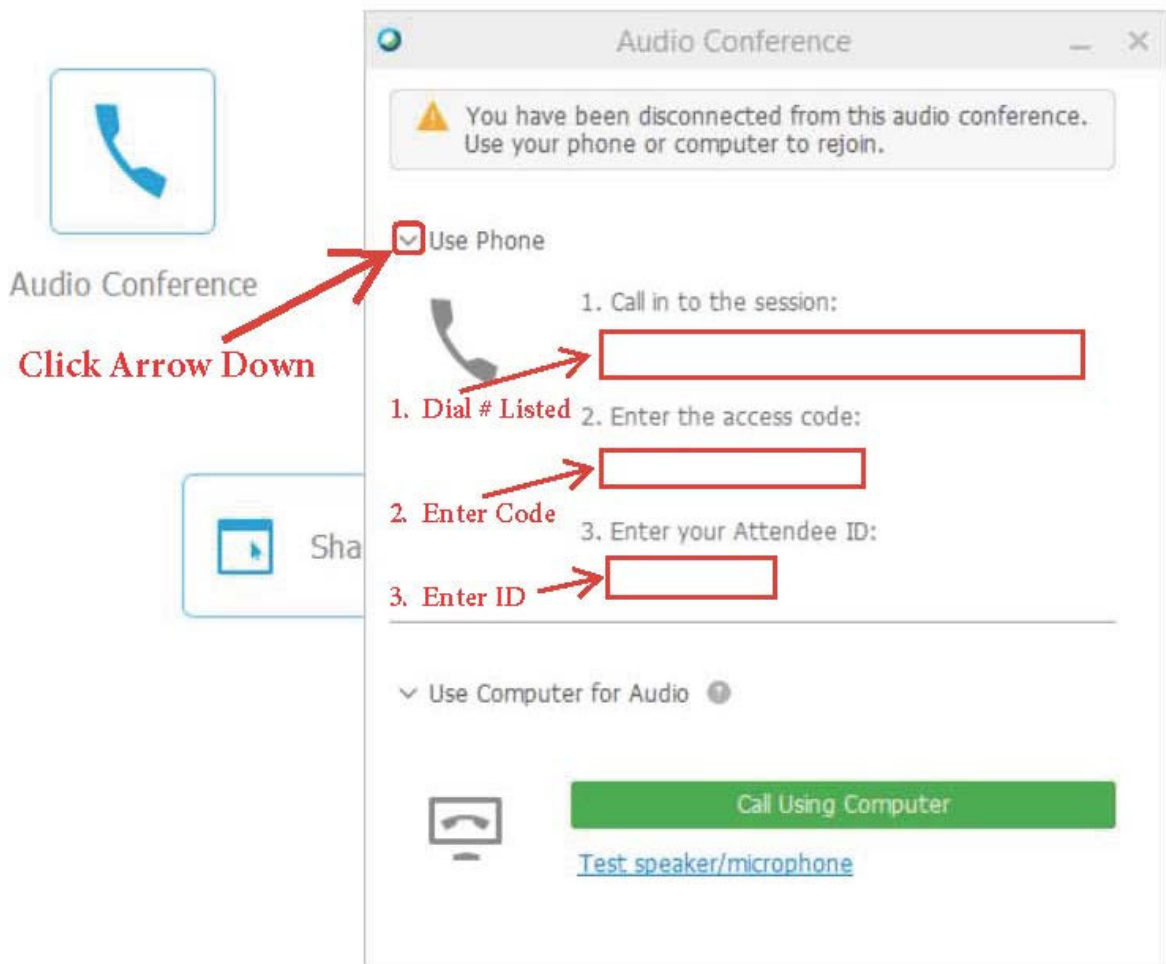 Audio Conference
You have been disconnected from this audio conference.
Use your phone or computer to rejoin.
Use Phone
Audio Conference
1. Call in to the session:
Click Arrow Down
1. Dial # Listed
2. Enter the access code:
2. Enter Code
3. Enter your Attendee ID:
Sha
3. Enter ID
Use Computer for Audio ?
Call Using Computer
Test speaker/microphone